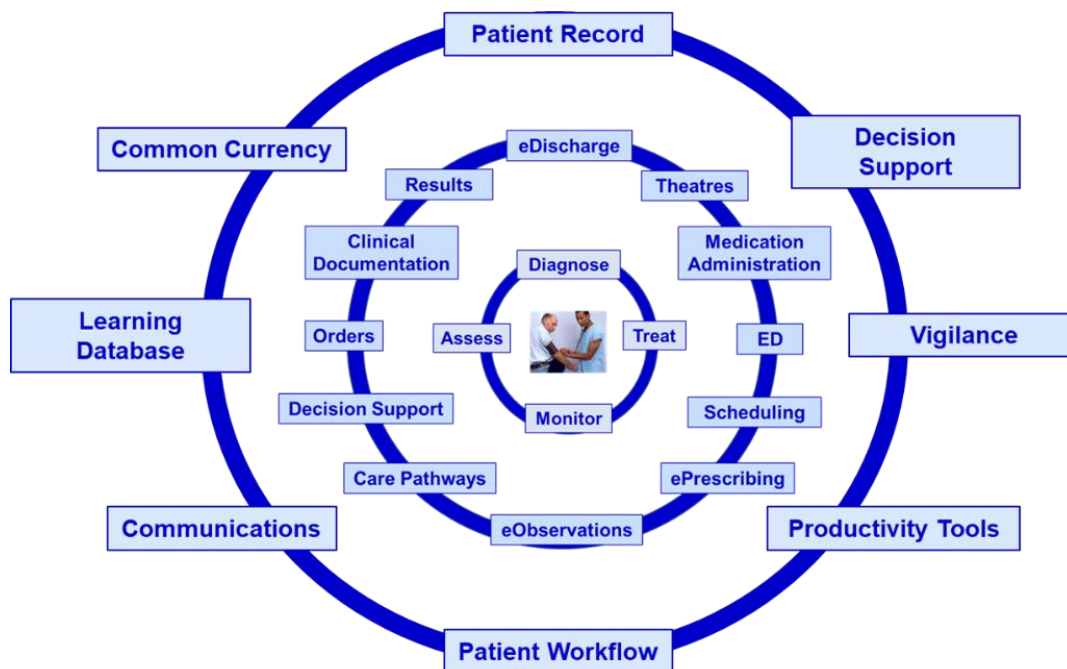 Patient Record
Common Currency
Decision
Support
eDischarge
Results
Theatres
Clinical
Documentation
Medication
Administration
Diagnose
Learning
Database
Orders
Assess
Treat
ED
Vigilance
Decision Support
Monitor
Scheduling
Care Pathways
ePrescribing
Communications
eObservations
Productivity Tools
Patient Workflow